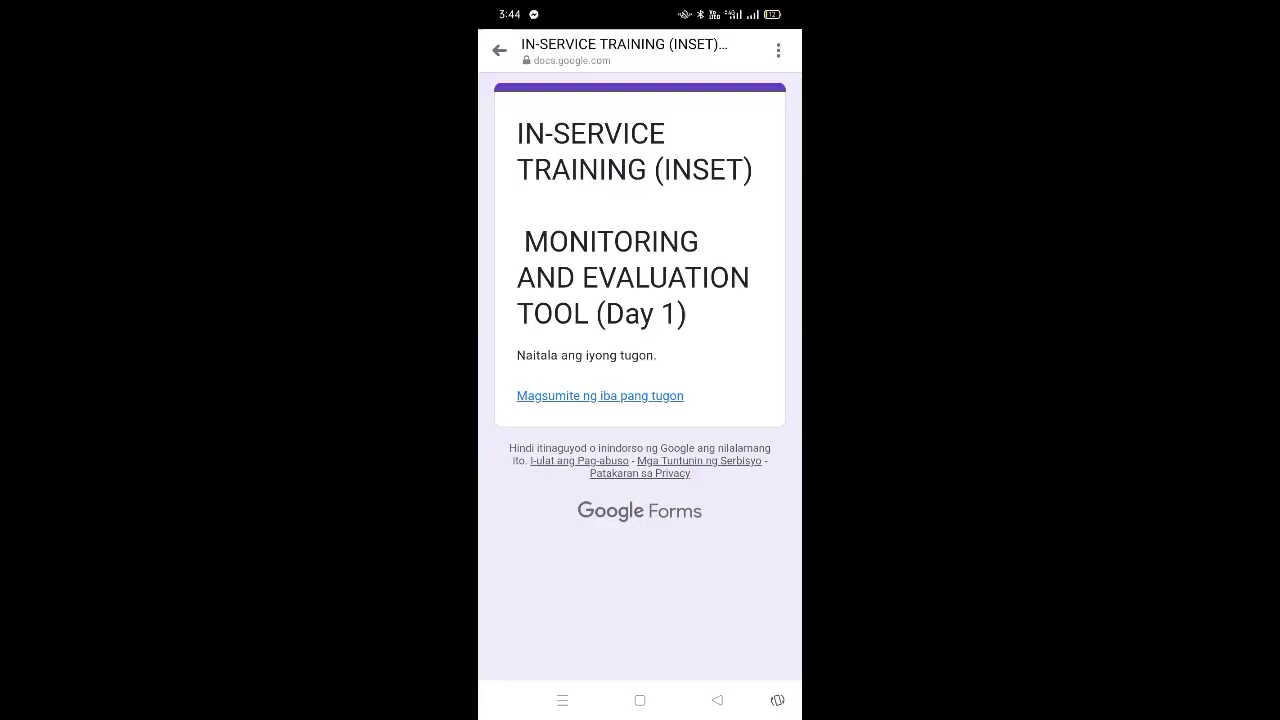 3:44
12
IN-SERVICE TRAINING (INSET)...
docs.google.com
IN-SERVICE
TRAINING (INSET)
MONITORING
AND EVALUATION
TOOL (Day 1)
Naitala ang iyong tugon.
Magsumite ng iba pang tugon
Hindi itinaguyod o inindorso ng Google ang nilalamang
ito. I-ulat ang Pag-abuso - Mga Tuntunin ng Serbisyo -
Patakaran sa Privacy
Google Forms